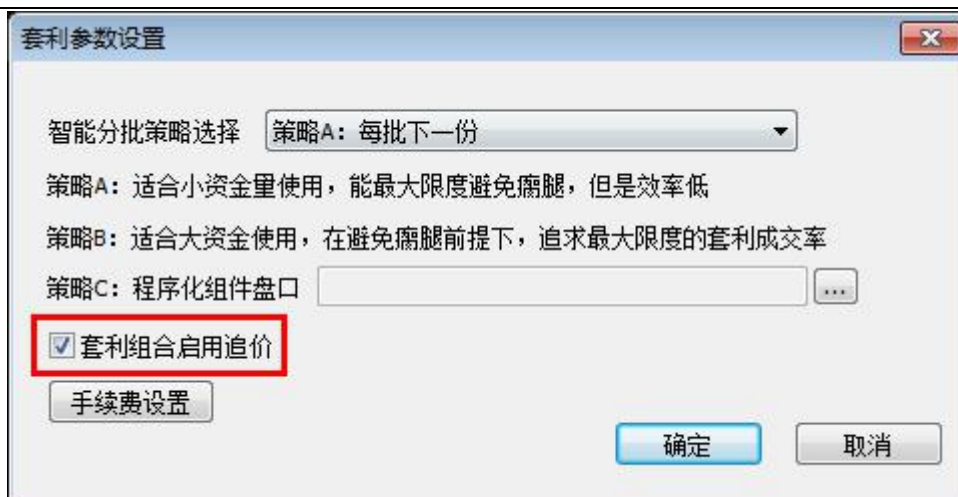 套利参数设置
智能分批策略选择 策略A：每批下一份
策略A：适合小资金量使用，能最大限度避免瘸腿，但是效率低
策略B：适合大资金使用，在避免瘸腿前提下，追求最大限度的套利成交率
策略C：程序化组件盘口 ...
套利组合启用追价
手续费设置
确定 取消